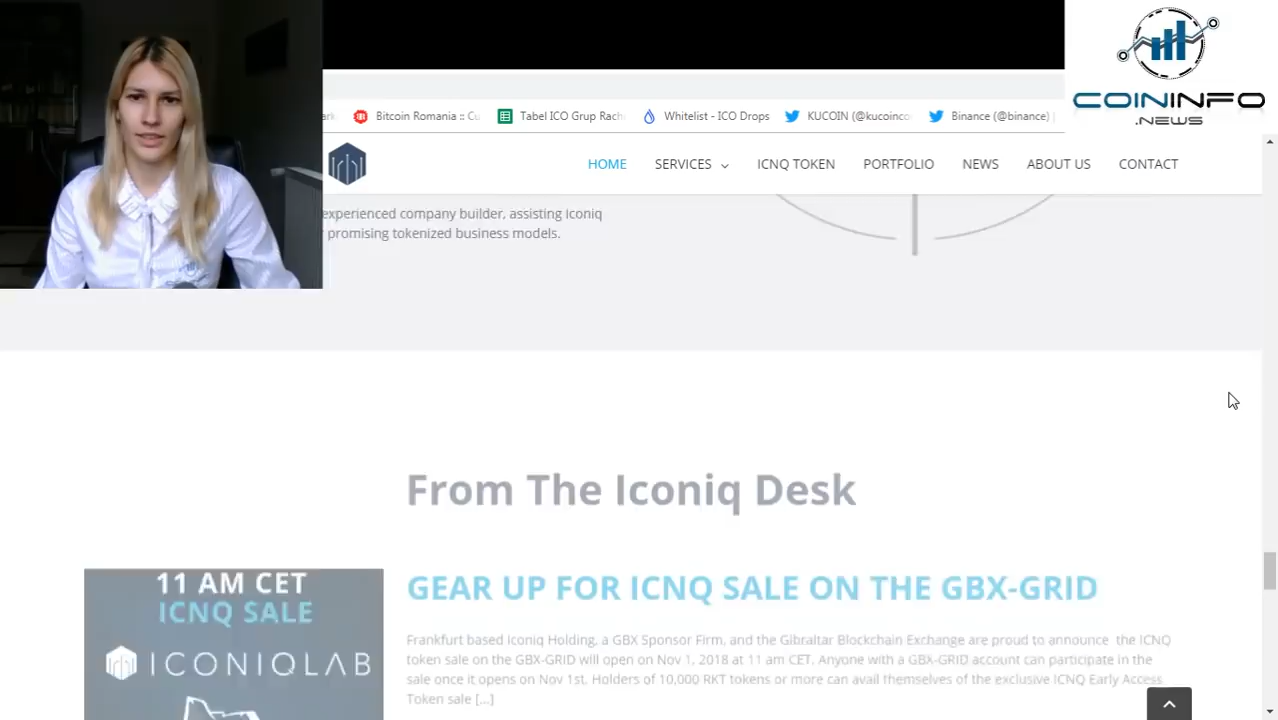 COININFO
.NEWS
Bitcoin Romania :: Cu
Tabel ICO Grup Rach
Whitelist - ICO Drops
KUCOIN (@kucoinco
Binance (@binance) |
HOME
SERVICES
ICNQ TOKEN
PORTFOLIO
NEWS
ABOUT US
CONTACT
experienced company builder, assisting Iconiq
promising tokenized business models.
From The Iconiq Desk
11 AM CET
ICNQ SALE
ICONIQLAB
GEAR UP FOR ICNQ SALE ON THE GBX-GRID
Frankfurt based Iconiq Holding, a GBX Sponsor Firm, and the Gibraltar Blockchain Exchange are proud to announce the ICNQ
token sale on the GBX-GRID will open on Nov 1, 2018 at 11 am CET. Anyone with a GBX-GRID account can participate in the
sale once it opens on Nov 1st. Holders of 10,000 RKT tokens or more can avail themselves of the exclusive ICNQ Early Access
Token sale [...]